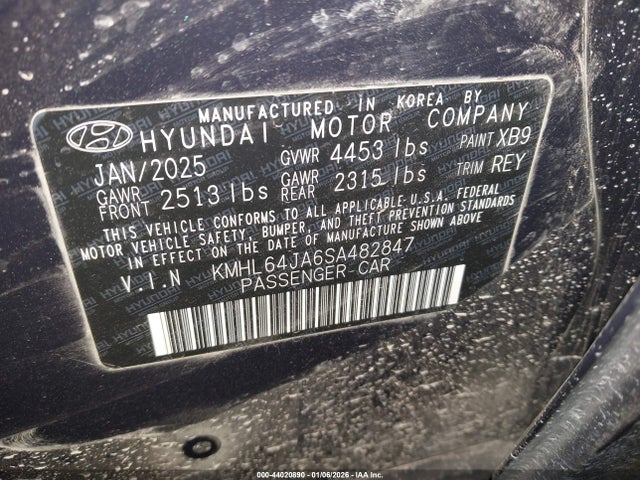 MANUFACTURED IN KOREA BY
HYUNDAI MOTOR COMPANY
JAN/2025 GVWR 4453 lbs PAINT XB9
GAWR FRONT 2513 lbs GAWR REAR 2315 lbs TRIM REY
THIS VEHICLE CONFORMS TO ALL APPLICABLE U.S.A. FEDERAL
MOTOR VEHICLE SAFETY, BUMPER, AND THEFT PREVENTION STANDARDS
IN EFFECT ON THE DATE OF MANUFACTURE SHOWN ABOVE
V.I.N KMHL64JA6SA482847
PASSENGER-CAR
000-44020890 - 01/06/2026 - IAA Inc.